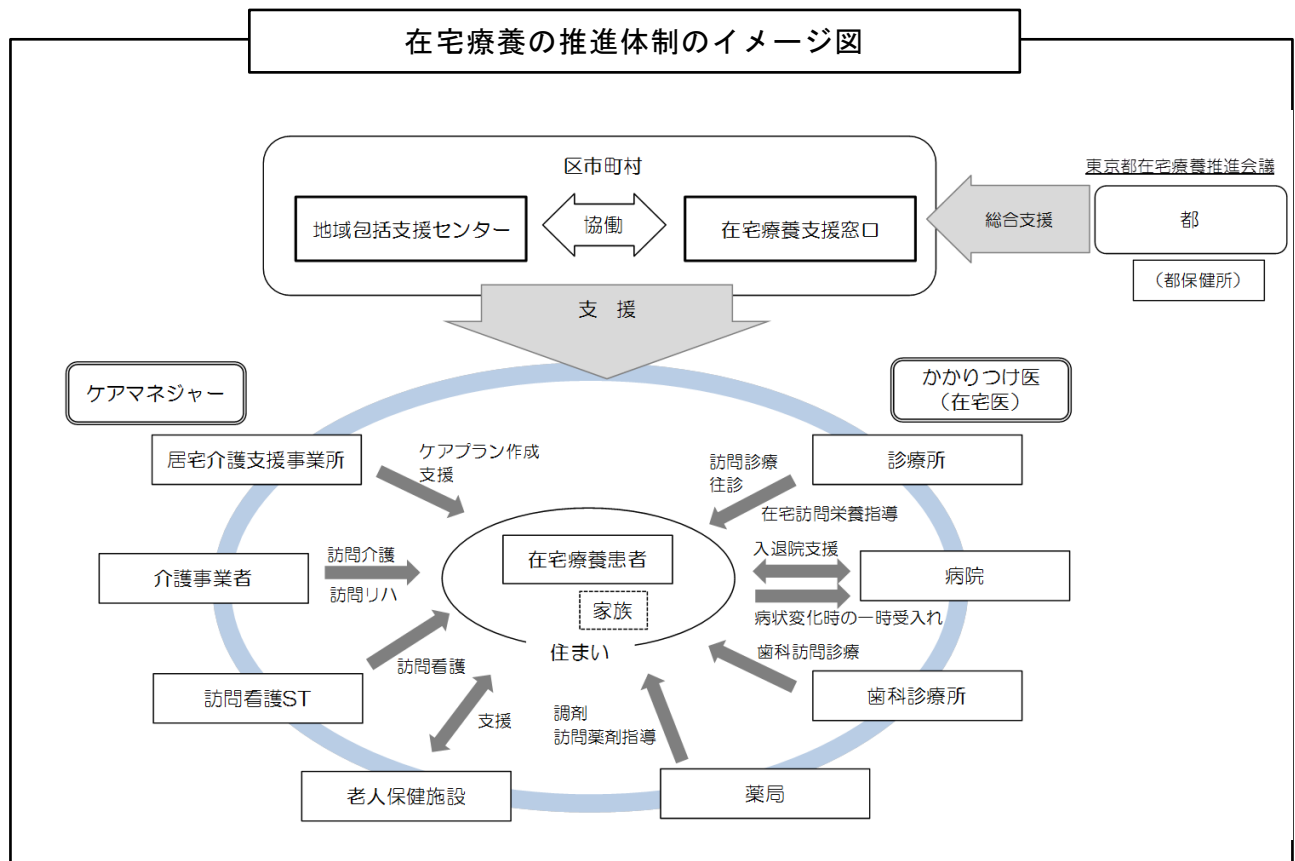 在宅療養の推進体制のイメージ図
区市町村
東京都在宅療養推進会議
地域包括支援センター
協働
在宅療養支援窓口
総合支援
都
（都保健所）
支 援
ケアマネジャー
かかりつけ医
（在宅医）
居宅介護支援事業所
ケアプラン作成
支援
訪問診療
往診
診療所
在宅訪問栄養指導
介護事業者
訪問介護
訪問リハ
在宅療養患者
家族
住まい
入退院支援
病院
病状変化時の一時受入れ
訪問看護ST
訪問看護
歯科訪問診療
歯科診療所
支援
老人保健施設
調剤
訪問薬剤指導
薬局